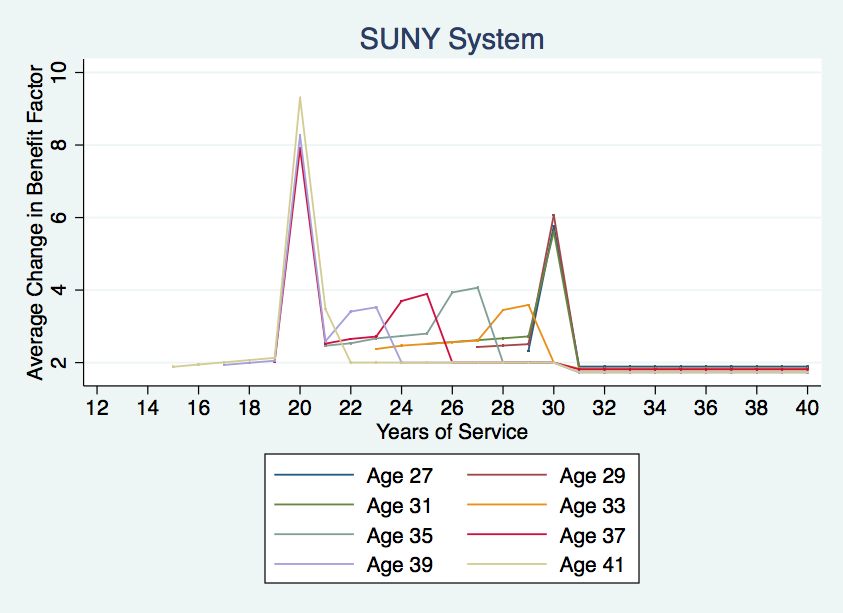 SUNY System
Average Change in Benefit Factor
10
8
6
4
2
12 14 16 18 20 22 24 26 28 30 32 34 36 38 40
Years of Service
Age 27 Age 29
Age 31 Age 33
Age 35 Age 37
Age 39 Age 41